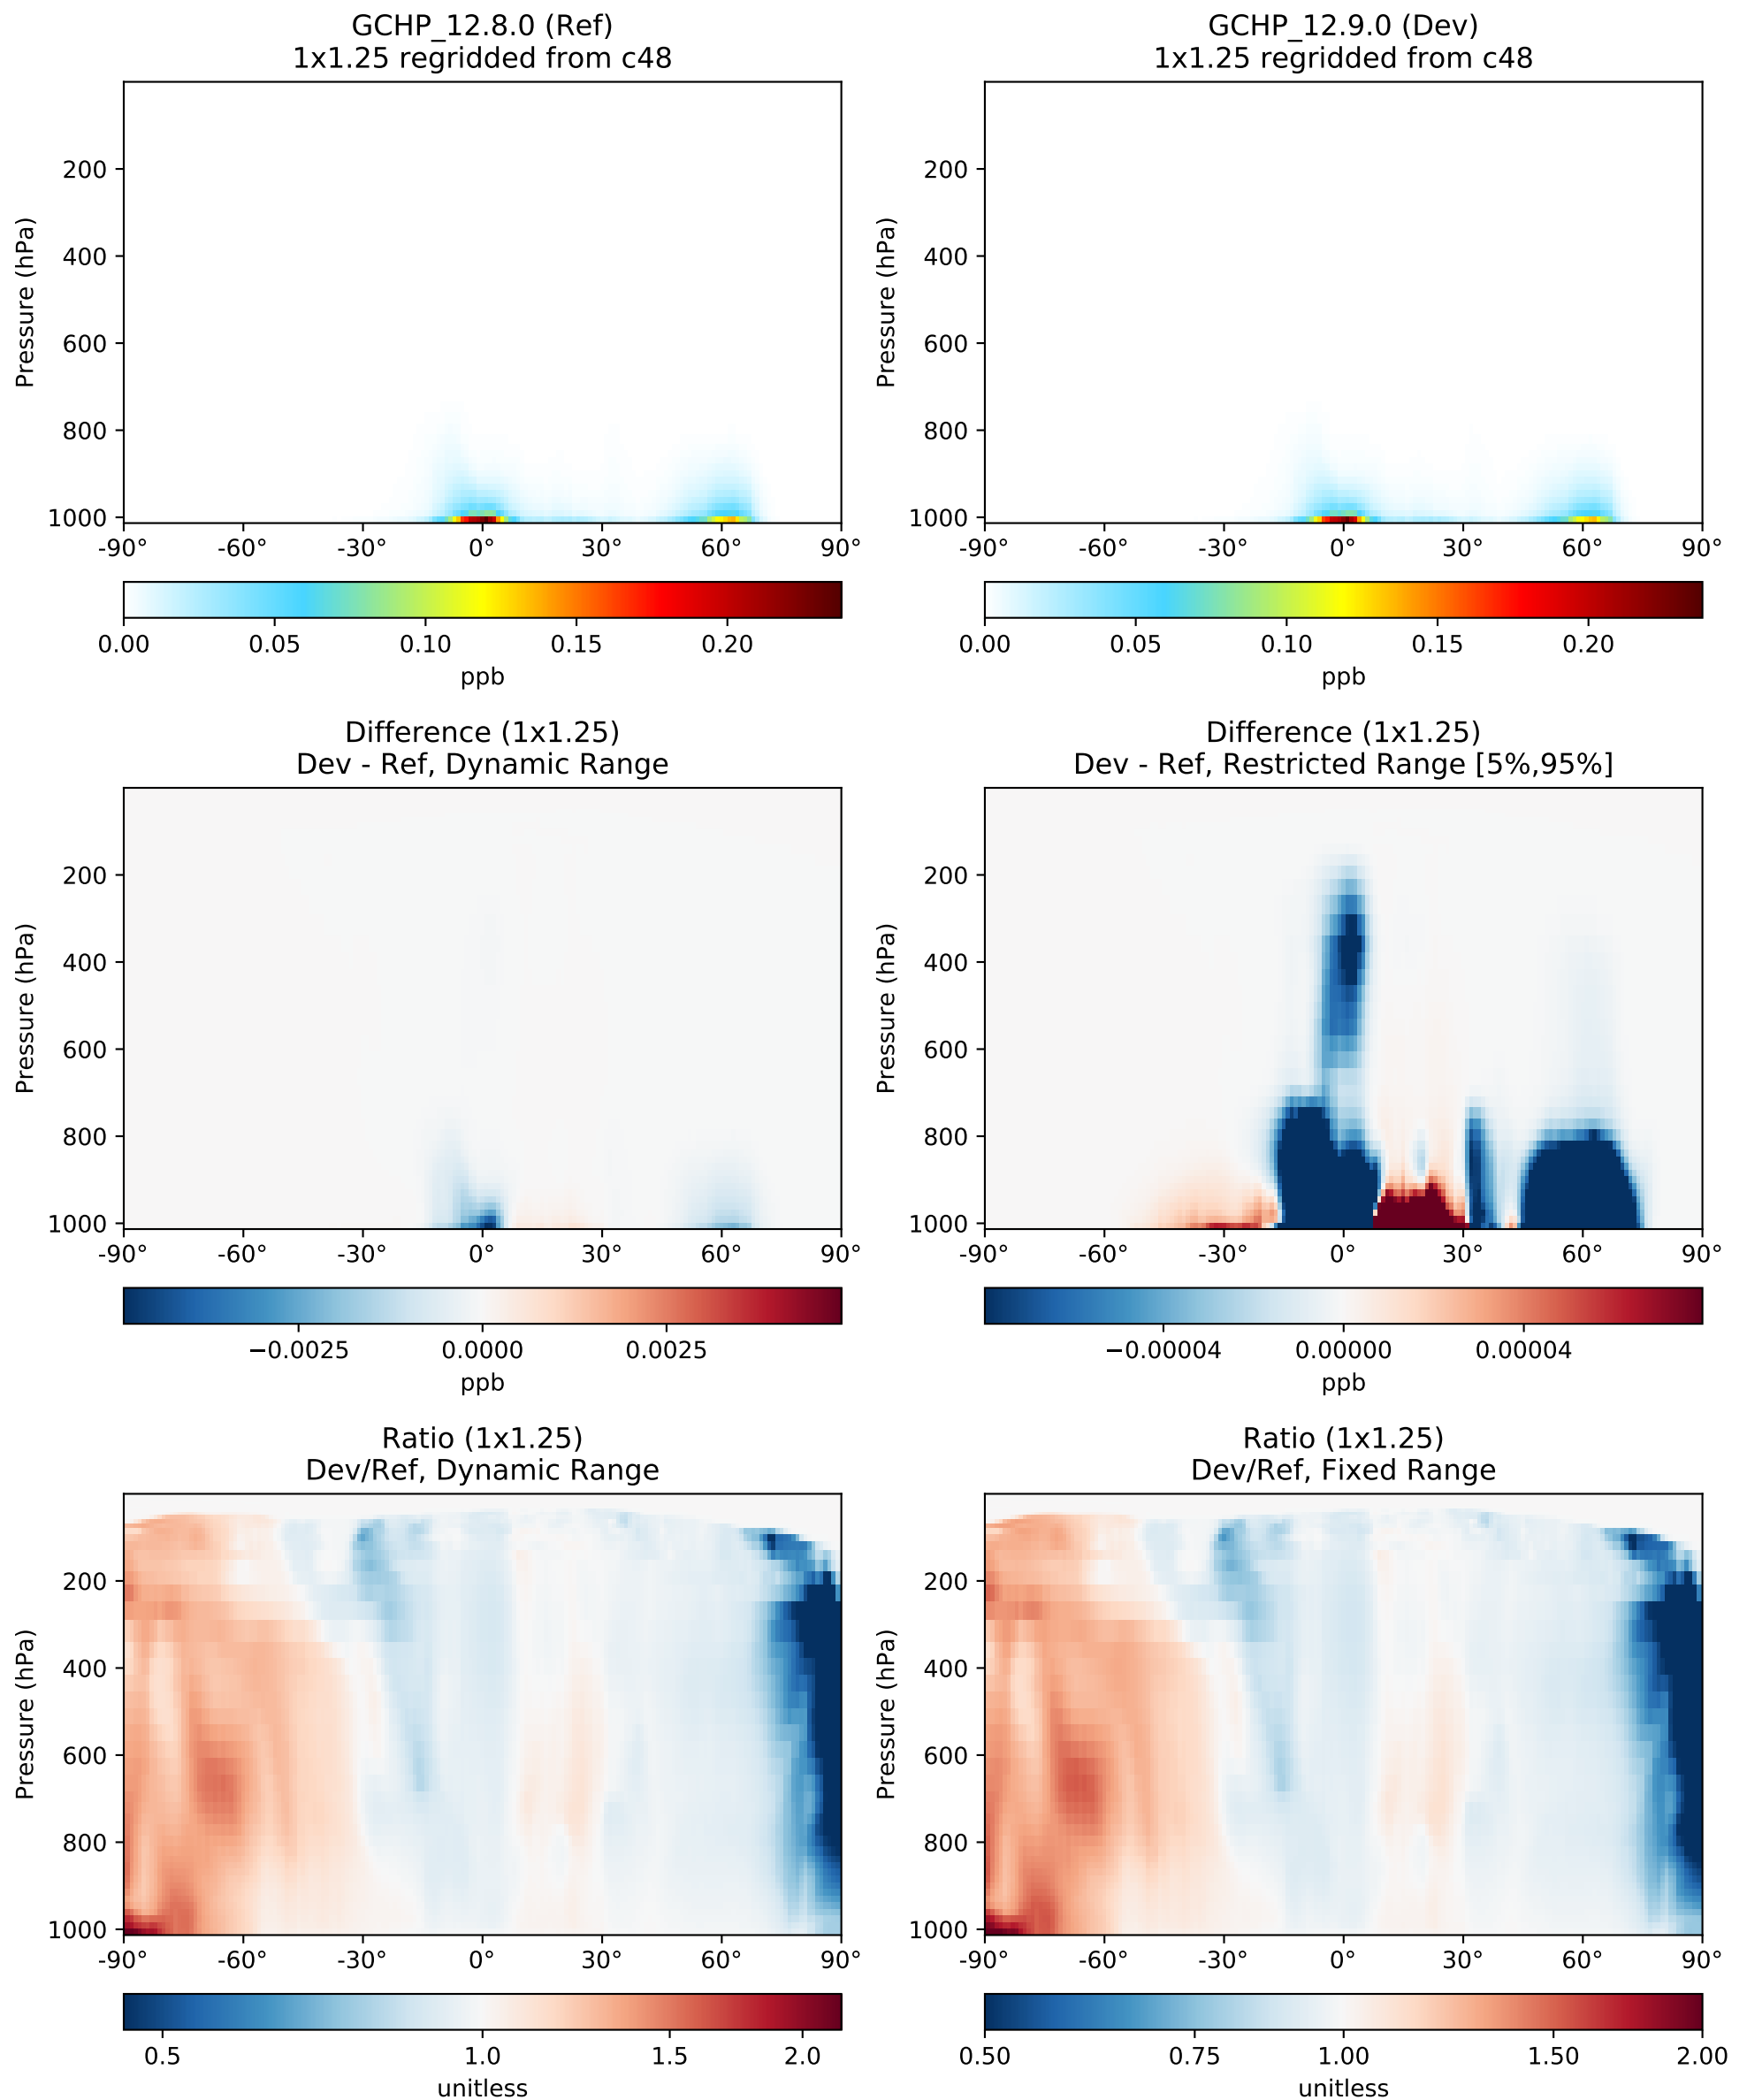 GCHP_12.8.0 (Ref)
1x1.25 regridded from c48
Pressure (hPa)
200
400
600
800
1000
-90° -60° -30° 0° 30° 60° 90°
0.00 0.05 0.10 0.15 0.20
ppb
GCHP_12.9.0 (Dev)
1x1.25 regridded from c48
Pressure (hPa)
200
400
600
800
1000
-90° -60° -30° 0° 30° 60° 90°
0.00 0.05 0.10 0.15 0.20
ppb
Difference (1x1.25)
Dev - Ref, Dynamic Range
Pressure (hPa)
200
400
600
800
1000
-90° -60° -30° 0° 30° 60° 90°
−0.0025 0.0000 0.0025
ppb
Difference (1x1.25)
Dev - Ref, Restricted Range [5%,95%]
Pressure (hPa)
200
400
600
800
1000
-90° -60° -30° 0° 30° 60° 90°
−0.00004 0.00000 0.00004
ppb
Ratio (1x1.25)
Dev/Ref, Dynamic Range
Pressure (hPa)
200
400
600
800
1000
-90° -60° -30° 0° 30° 60° 90°
0.5 1.0 1.5 2.0
unitless
Ratio (1x1.25)
Dev/Ref, Fixed Range
Pressure (hPa)
200
400
600
800
1000
-90° -60° -30° 0° 30° 60° 90°
0.50 0.75 1.00 1.50 2.00
unitless